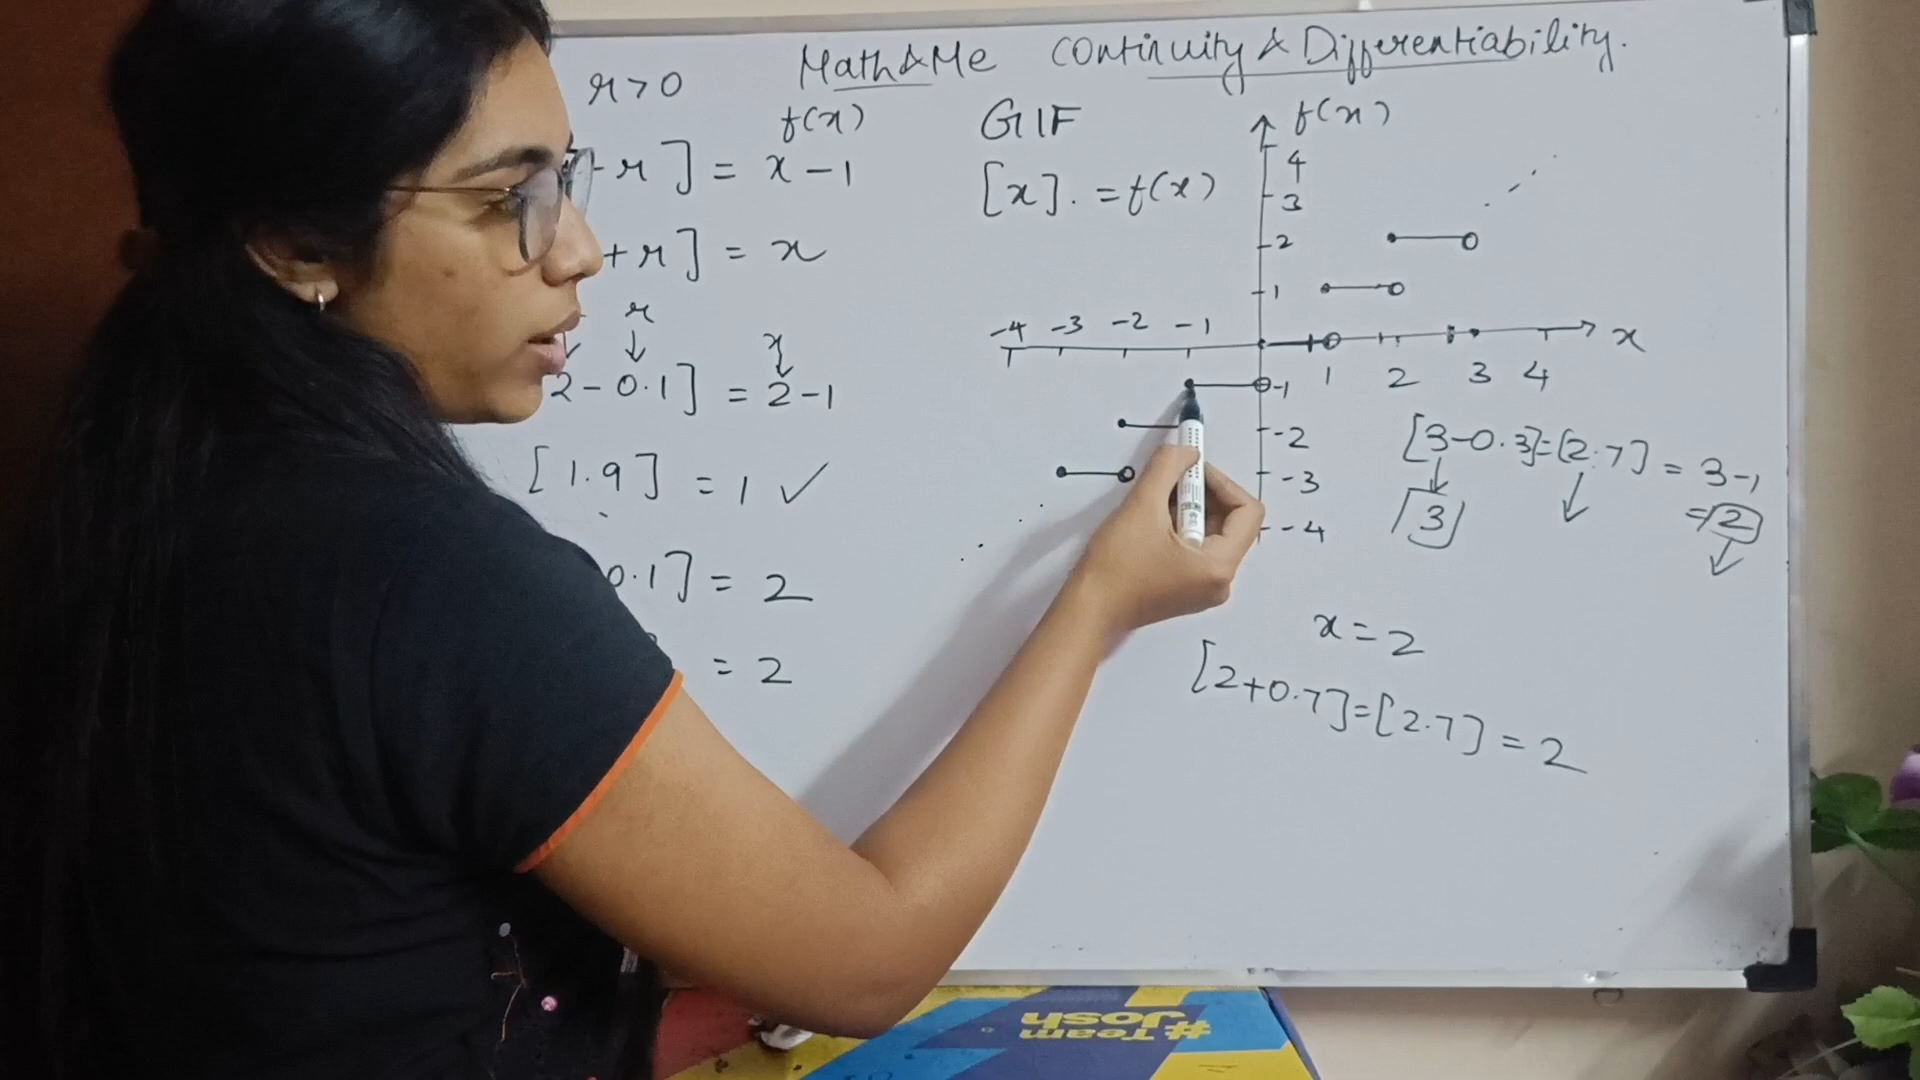 Math&Me Continuity & Differentiability.
r > 0
f(x)
- r ] = x - 1
+ r ] = x
r
x
2 - 0.1 ] = 2 - 1
[ 1.9 ] = 1 ✓
0.1 ] = 2
= 2
GIF
[x]. = f(x)
f(x)
4
3
2
1
-4 -3 -2 -1
x
1 2 3 4
-1
-2
-3
-4
[3-0.3]=[2.7] = 3-1
3
=2
x = 2
[2+0.7]=[2.7] = 2
#Team
Josh